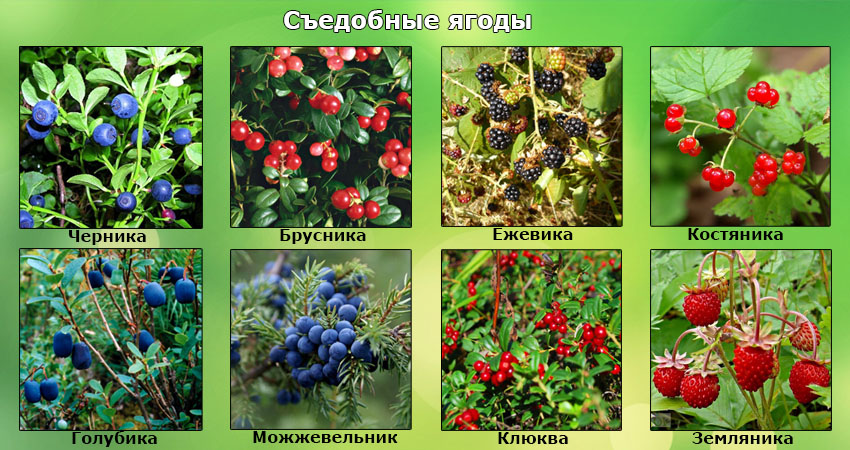 Съедобные ягоды
Черника
Брусника
Ежевика
Костяника
Голубика
Можжевельник
Клюква
Земляника